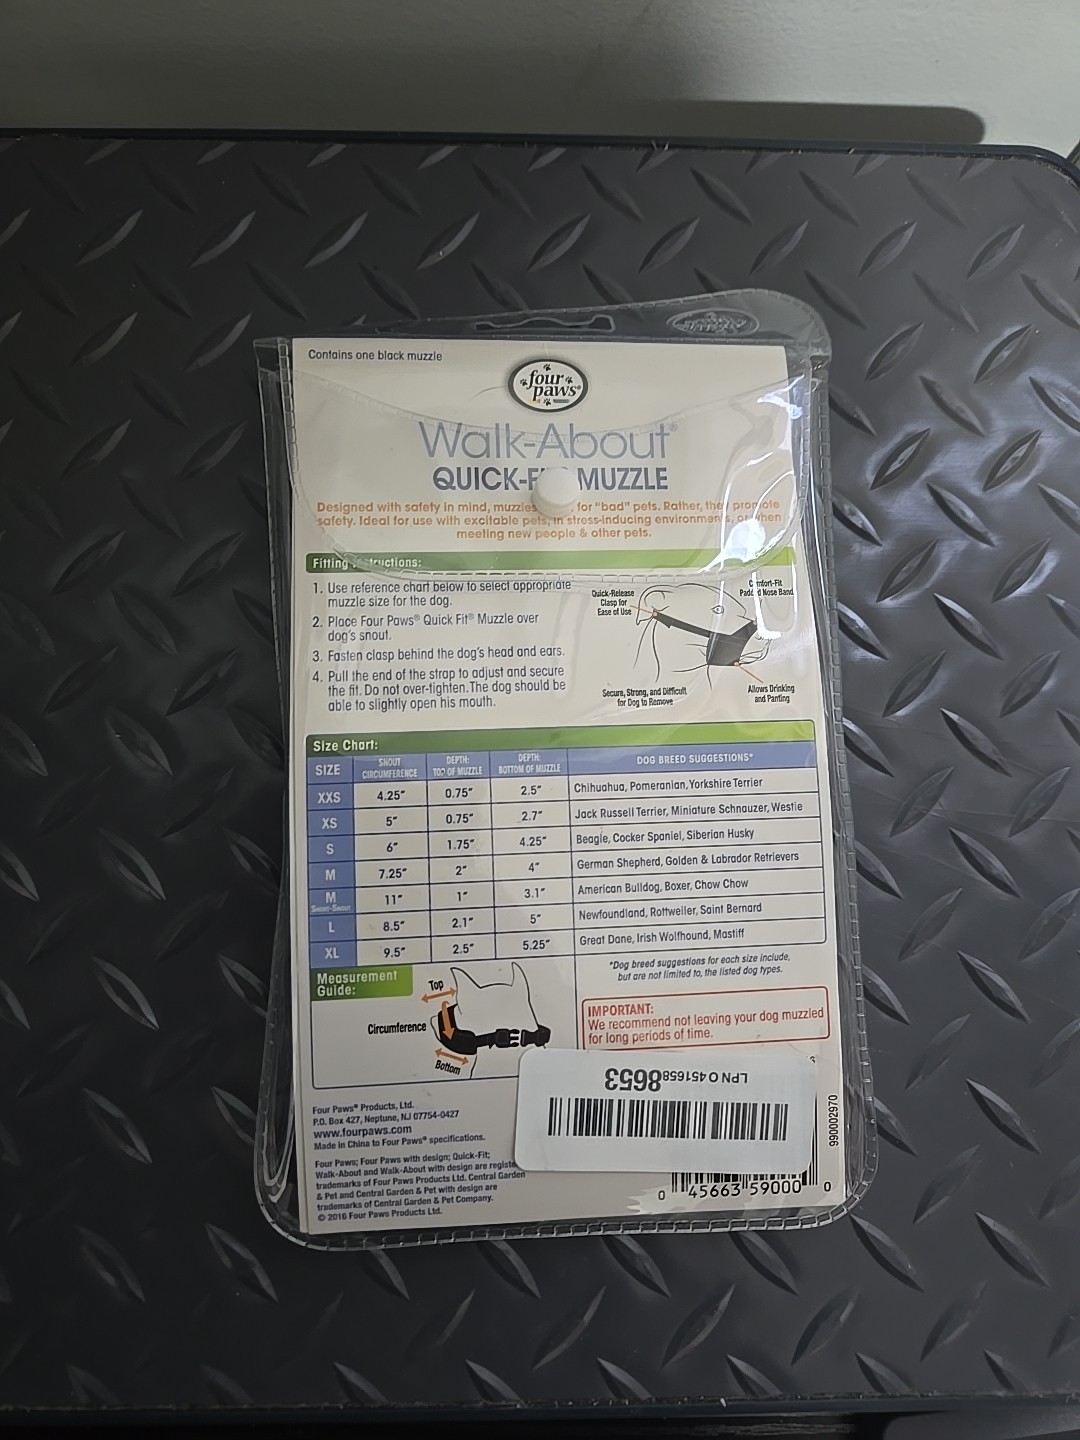 Contains one black muzzle
four
paws®
Walk-About®
QUICK-F MUZZLE
Designed with safety in mind, muzzles for "bad" pets. Rather, they promote
safety. Ideal for use with excitable pets, in stress-inducing environments, or when
meeting new people & other pets.
Fitting Instructions:
1. Use reference chart below to select appropriate
muzzle size for the dog.
2. Place Four Paws® Quick Fit® Muzzle over
dog's snout.
3. Fasten clasp behind the dog's head and ears.
4. Pull the end of the strap to adjust and secure
the fit. Do not over-tighten. The dog should be
able to slightly open his mouth.
Quick-Release
Clasp for
Ease of Use
Comfort-Fit
Padded Nose Band
Secure, Strong, and Difficult
for Dog to Remove
Allows Drinking
and Panting
Size Chart:
SIZE SNOUT CIRCUMFERENCE DEPTH: TOP OF MUZZLE DEPTH: BOTTOM OF MUZZLE DOG BREED SUGGESTIONS*
XXS 4.25" 0.75" 2.5" Chihuahua, Pomeranian, Yorkshire Terrier
XS 5" 0.75" 2.7" Jack Russell Terrier, Miniature Schnauzer, Westie
S 6" 1.75" 4.25" Beagle, Cocker Spaniel, Siberian Husky
M 7.25" 2" 4" German Shepherd, Golden & Labrador Retrievers
M Short-Snout 11" 1" 3.1" American Bulldog, Boxer, Chow Chow
L 8.5" 2.1" 5" Newfoundland, Rottweiler, Saint Bernard
XL 9.5" 2.5" 5.25" Great Dane, Irish Wolfhound, Mastiff
*Dog breed suggestions for each size include,
but are not limited to, the listed dog types.
Measurement
Guide:
Top
Circumference
Bottom
IMPORTANT:
We recommend not leaving your dog muzzled
for long periods of time.
LPN O 4516588653
Four Paws® Products, Ltd.
P.O. Box 427, Neptune, NJ 07754-0427
www.fourpaws.com
Made in China to Four Paws® specifications.
Four Paws; Four Paws with design; Quick-Fit;
Walk-About and Walk-About with design are registe
trademarks of Four Paws Products Ltd. Central Garden
& Pet and Central Garden & Pet with design are
trademarks of Central Garden & Pet Company.
© 2016 Four Paws Products Ltd.
0 45663 59000 0
990002970